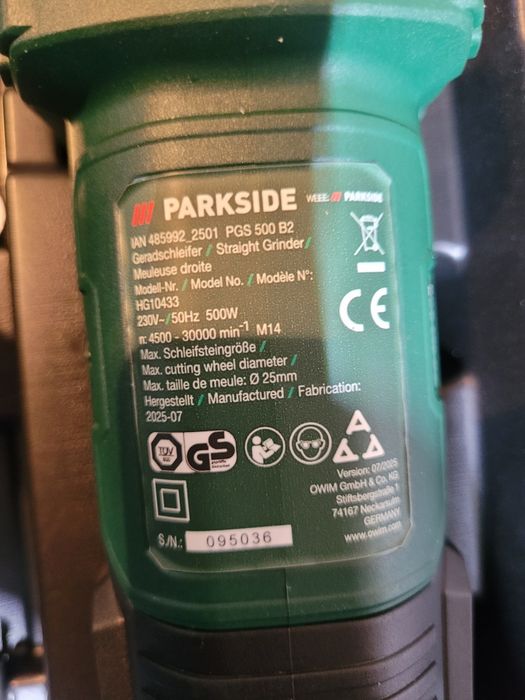 PARKSIDE WEEE: PARKSIDE
IAN 485992_2501 PGS 500 B2
Geradschleifer / Straight Grinder /
Meuleuse droite
Modell-Nr. / Model No. / Modèle N°:
HG10433
230V~ / 50Hz 500W
n: 4500 - 30000 min⁻¹ M14
Max. Schleifsteingröße /
Max. cutting wheel diameter /
Max. taille de meule: Ø 25mm
Hergestellt / Manufactured / Fabrication:
2025-07
CE
TÜV
GS
Version: 07/2025
OWIM GmbH & Co. KG
Stiftsbergstraße 1
74167 Neckarsulm
GERMANY
www.owim.com
S/N.: 095036